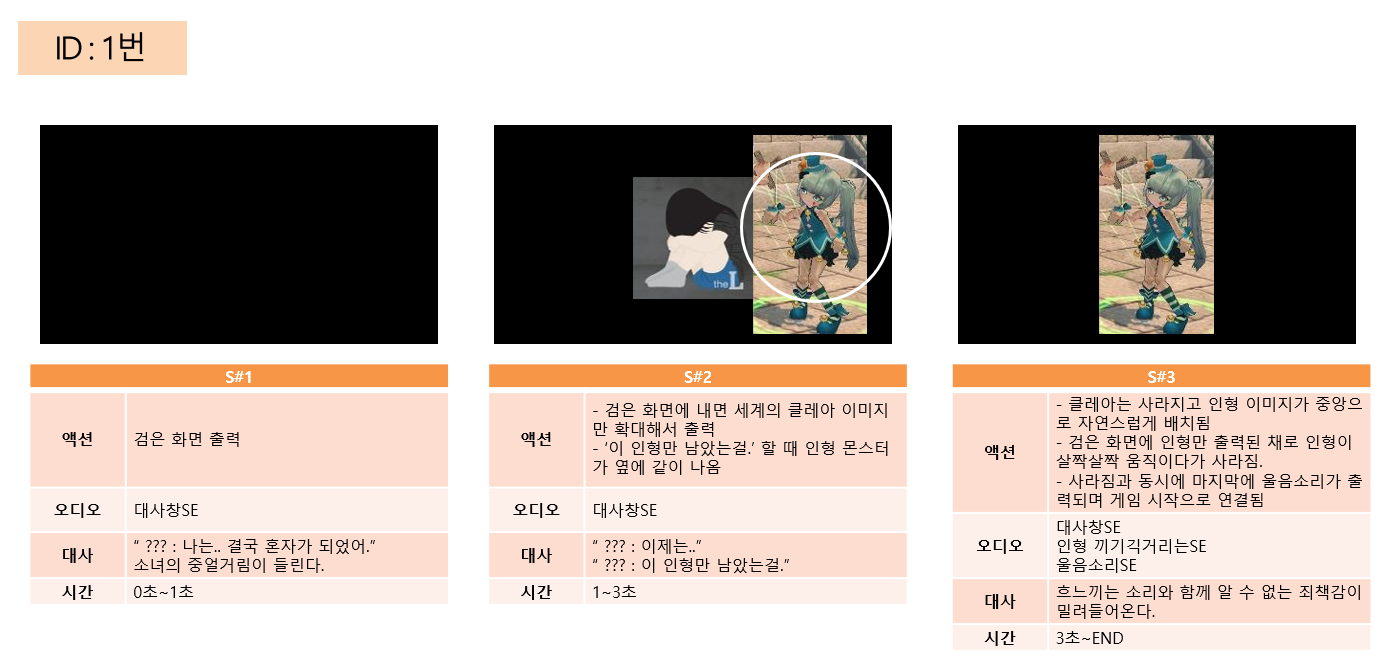 ID : 1번
the L
S#1
액션
검은 화면 출력
오디오
대사창SE
대사
“ ??? : 나는.. 결국 혼자가 되었어.”
소녀의 중얼거림이 들린다.
시간
0초~1초
S#2
액션
- 검은 화면에 내면 세계의 클레아 이미지
만 확대해서 출력
- ‘이 인형만 남았는걸.’ 할 때 인형 몬스터
가 옆에 같이 나옴
오디오
대사창SE
대사
“ ??? : 이제는..”
“ ??? : 이 인형만 남았는걸.”
시간
1~3초
S#3
액션
- 클레아는 사라지고 인형 이미지가 중앙으
로 자연스럽게 배치됨
- 검은 화면에 인형만 출력된 채로 인형이
살짝살짝 움직이다가 사라짐.
- 사라짐과 동시에 마지막에 울음소리가 출
력되며 게임 시작으로 연결됨
오디오
대사창SE
인형 끼기긱거리는SE
울음소리SE
대사
흐느끼는 소리와 함께 알 수 없는 죄책감이
밀려들어온다.
시간
3초~END